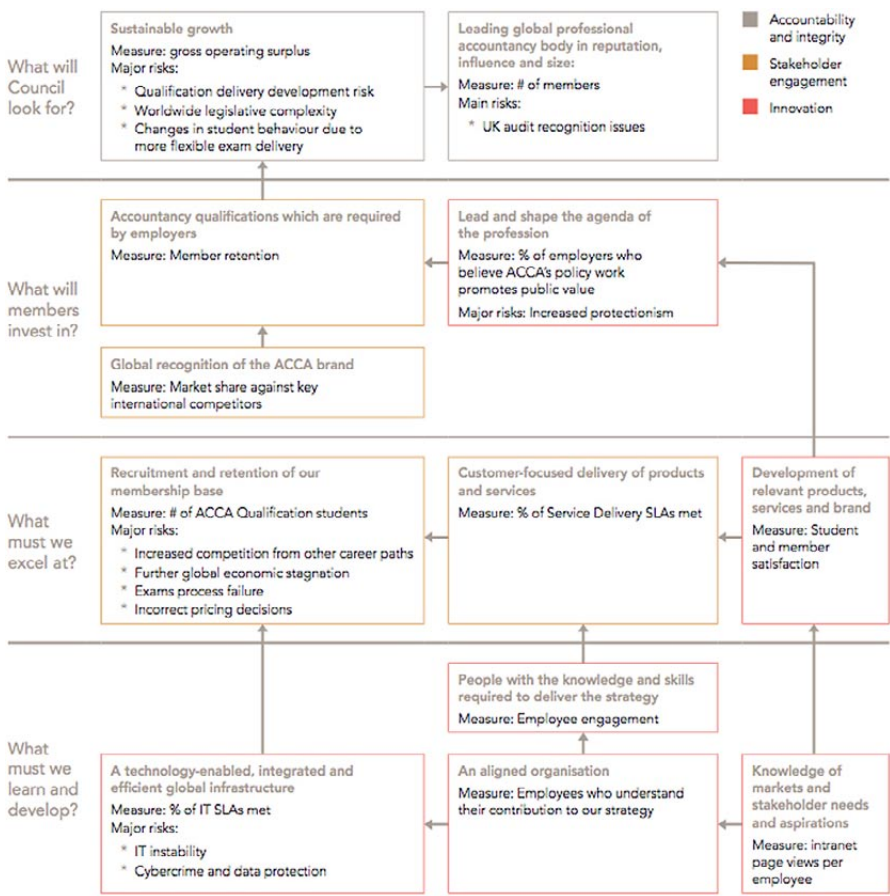 What will
Council
look for?
Sustainable growth
Measure: gross operating surplus
Major risks:
* Qualification delivery development risk
* Worldwide legislative complexity
* Changes in student behaviour due to
more flexible exam delivery
Leading global professional
accountancy body in reputation,
influence and size:
Measure: # of members
Main risks:
* UK audit recognition issues
Accountability
and integrity
Stakeholder
engagement
Innovation
What will
members
invest in?
Accountancy qualifications which are required
by employers
Measure: Member retention
Lead and shape the agenda of
the profession
Measure: % of employers who
believe ACCA's policy work
promotes public value
Major risks: Increased protectionism
Global recognition of the ACCA brand
Measure: Market share against key
international competitors
What
must we
excel at?
Recruitment and retention of our
membership base
Measure: # of ACCA Qualification students
Major risks:
* Increased competition from other career paths
* Further global economic stagnation
* Exams process failure
* Incorrect pricing decisions
Customer-focused delivery of products
and services
Measure: % of Service Delivery SLAs met
Development of
relevant products,
services and brand
Measure: Student
and member
satisfaction
What
must we
learn and
develop?
People with the knowledge and skills
required to deliver the strategy
Measure: Employee engagement
A technology-enabled, integrated and
efficient global infrastructure
Measure: % of IT SLAs met
Major risks:
* IT instability
* Cybercrime and data protection
An aligned organisation
Measure: Employees who understand
their contribution to our strategy
Knowledge of
markets and
stakeholder needs
and aspirations
Measure: intranet
page views per
employee